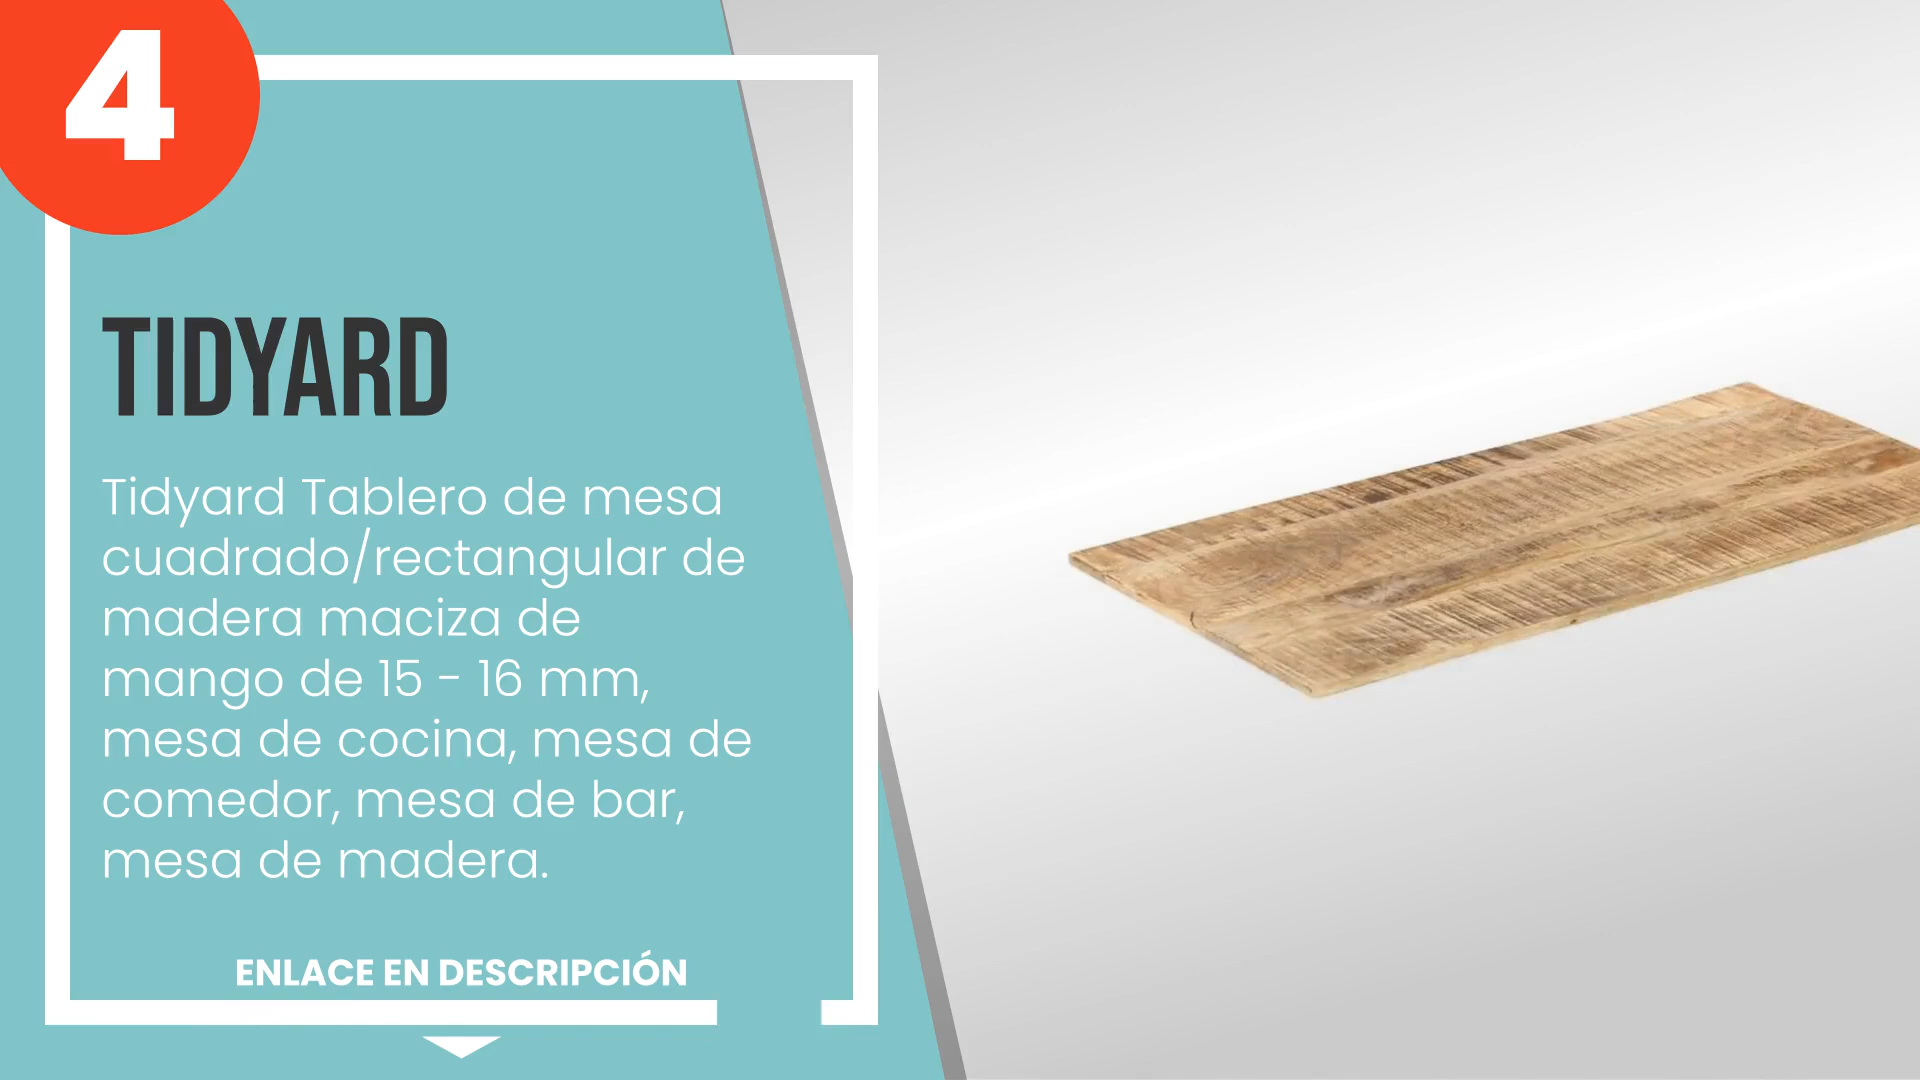 4
TIDYARD
Tidyard Tablero de mesa
cuadrado/rectangular de
madera maciza de
mango de 15 - 16 mm,
mesa de cocina, mesa de
comedor, mesa de bar,
mesa de madera.
ENLACE EN DESCRIPCIÓN